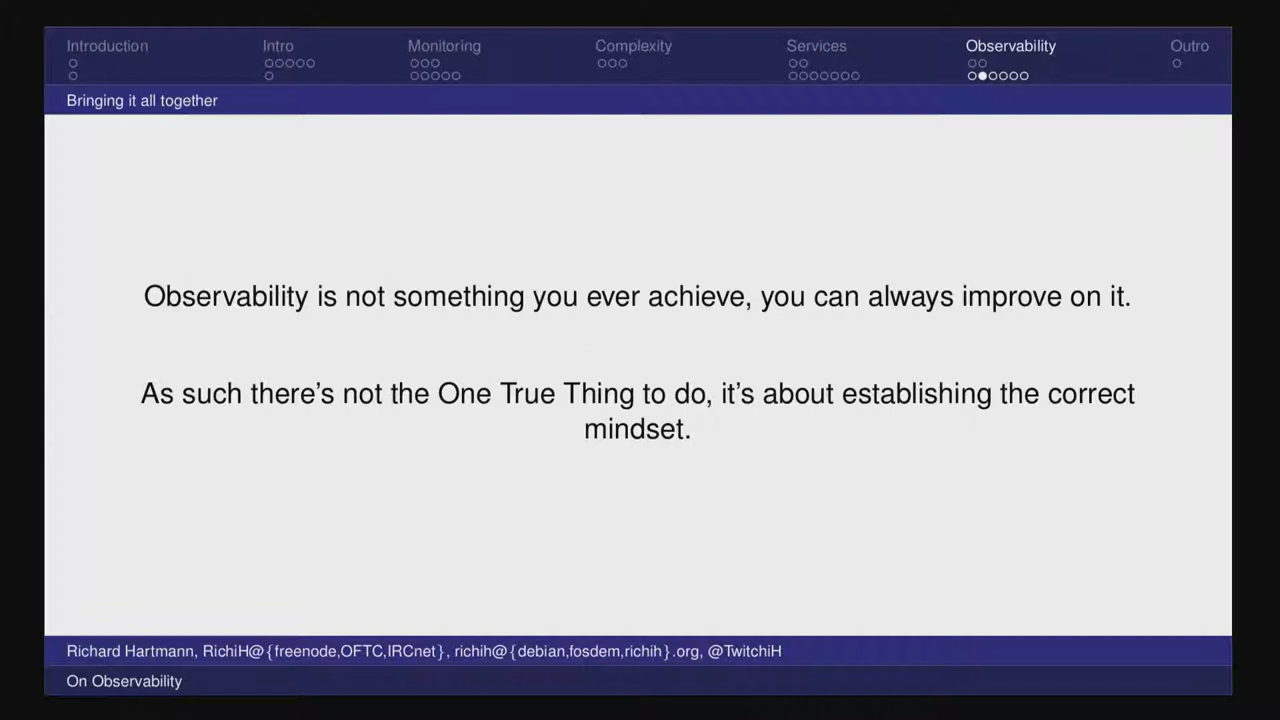 Introduction Intro Monitoring Complexity Services Observability Outro
Bringing it all together
Observability is not something you ever achieve, you can always improve on it.
As such there's not the One True Thing to do, it's about establishing the correct
mindset.
Richard Hartmann, RichiH@{freenode,OFTC,IRCnet}, richih@{debian,fosdem,richih}.org, @TwitchiH
On Observability